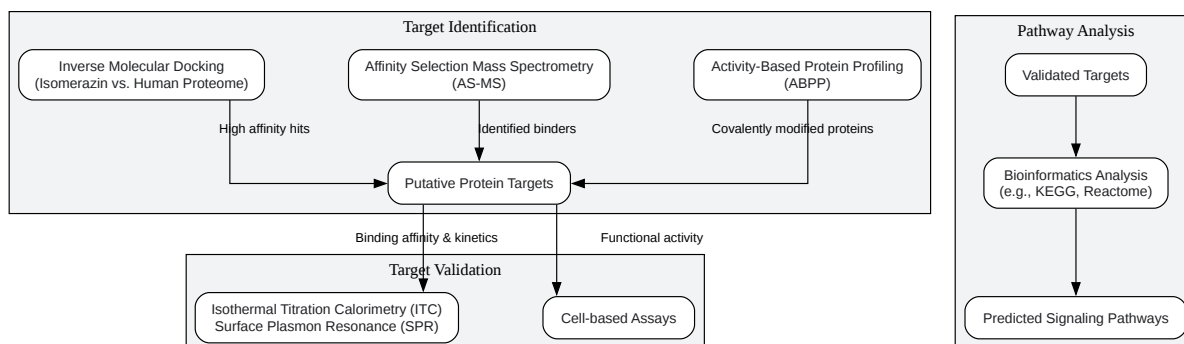 Target Identification
Inverse Molecular Docking
(Isomerazin vs. Human Proteome)
Affinity Selection Mass Spectrometry
(AS-MS)
Activity-Based Protein Profiling
(ABPP)
High affinity hits
Identified binders
Covalently modified proteins
Putative Protein Targets
Binding affinity & kinetics
Functional activity
Target Validation
Isothermal Titration Calorimetry (ITC)
Surface Plasmon Resonance (SPR)
Cell-based Assays
Pathway Analysis
Validated Targets
Bioinformatics Analysis
(e.g., KEGG, Reactome)
Predicted Signaling Pathways